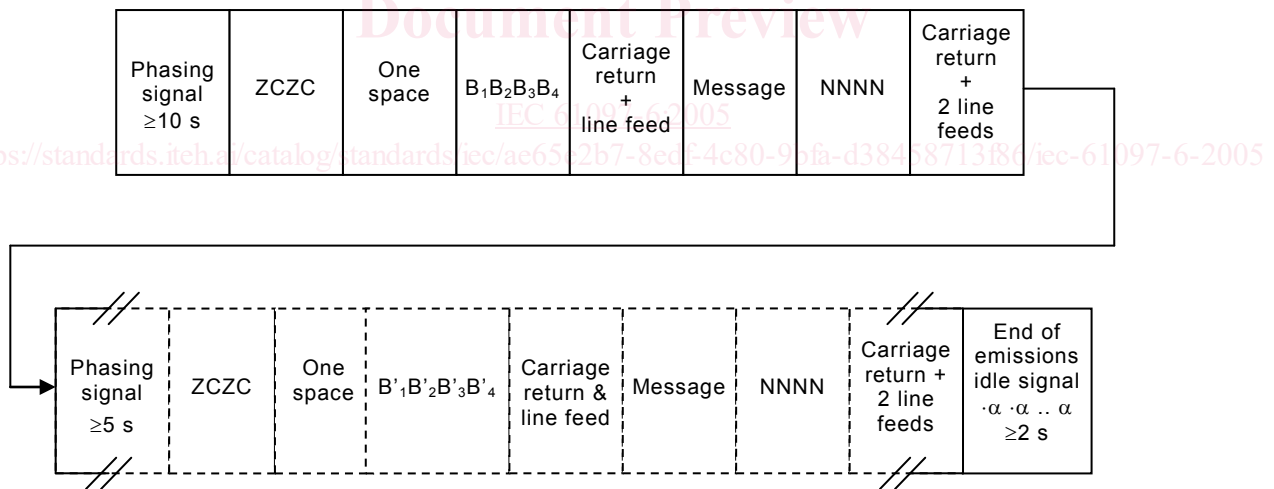 Document Preview
Phasing
signal
≥10 s
ZCZC
One
space
B₁B₂B₃B₄
Carriage
return
+
line feed
Message
NNNN
Carriage
return
+
2 line
feeds
IEC 61097-6:2005
ps://standards.iteh.ai/catalog/standards/iec/ae65c2b7-8edf-4c80-9bfa-d38458713f86/iec-61097-6-2005
Phasing
signal
≥5 s
ZCZC
One
space
B'₁B'₂B'₃B'₄
Carriage
return &
line feed
Message
NNNN
Carriage
return +
2 line
feeds
End of
emissions
idle signal
·α ·α .. α
≥2 s